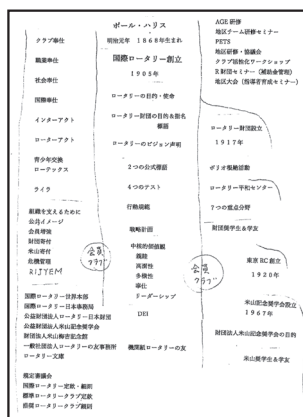 ポール・ハリス
明治元年 1868年生まれ
クラブ奉仕
職業奉仕
社会奉仕
国際奉仕
インターアクト
ローターアクト
青少年交換
ローテックス
ライラ
組織を支えるために
公共イメージ
会員増強
財団寄付
米山寄付
危機管理
RIJYEM
国際ロータリー世界本部
国際ロータリー日本事務局
公益財団法人ロータリー日本財団
公益財団法人米山記念奨学会
公益財団法人米山梅吉記念館
一般社団法人ロータリーの友事務所
ロータリー文庫
規定審議会
国際ロータリー定款・細則
標準ロータリークラブ定款
推奨ロータリークラブ細則
国際ロータリー創立
1905年
ロータリーの目的・使命
ロータリー財団の目的&指名
標語
ロータリーのビジョン声明
2つの公式標語
4つのテスト
行動規範
戦略計画
中核的価値観
親睦
高潔性
多様性
奉仕
リーダーシップ
DEI
機関紙ロータリーの友
会員
クラブ
会員
クラブ
AGE 研修
地区チーム研修セミナー
PETS
地区研修・協議会
クラブ活性化ワークショップ
R財団セミナー(補助金管理)
地区大会(指導者育成セミナー)
ロータリー財団設立
1917年
ポリオ根絶活動
ロータリー平和センター
7つの重点分野
財団奨学生&学友
東京RC創立
1920年
米山記念奨学会設立
1967年
財団法人米山記念奨学会の目的
米山奨学生&学友